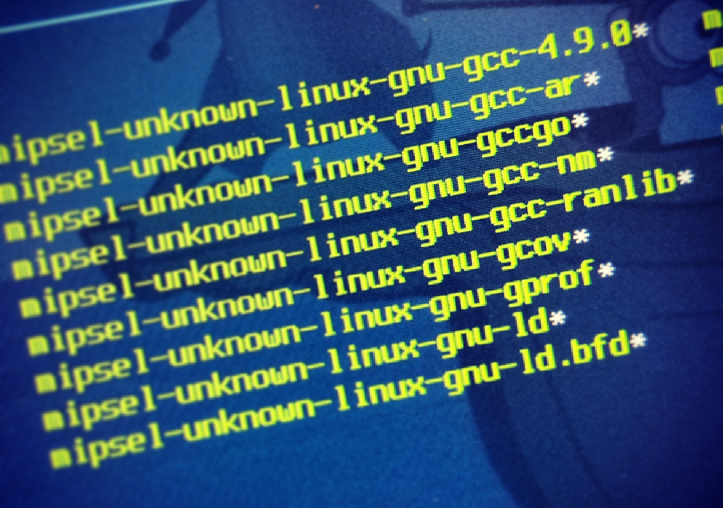 mipsel-unknown-linux-gnu-gcc-4.9.0*
mipsel-unknown-linux-gnu-gcc-ar*
mipsel-unknown-linux-gnu-gccgo*
mipsel-unknown-linux-gnu-gcc-nm*
mipsel-unknown-linux-gnu-gcc-ranlib*
mipsel-unknown-linux-gnu-gcov*
mipsel-unknown-linux-gnu-gprof*
mipsel-unknown-linux-gnu-ld*
mipsel-unknown-linux-gnu-ld.bfd*